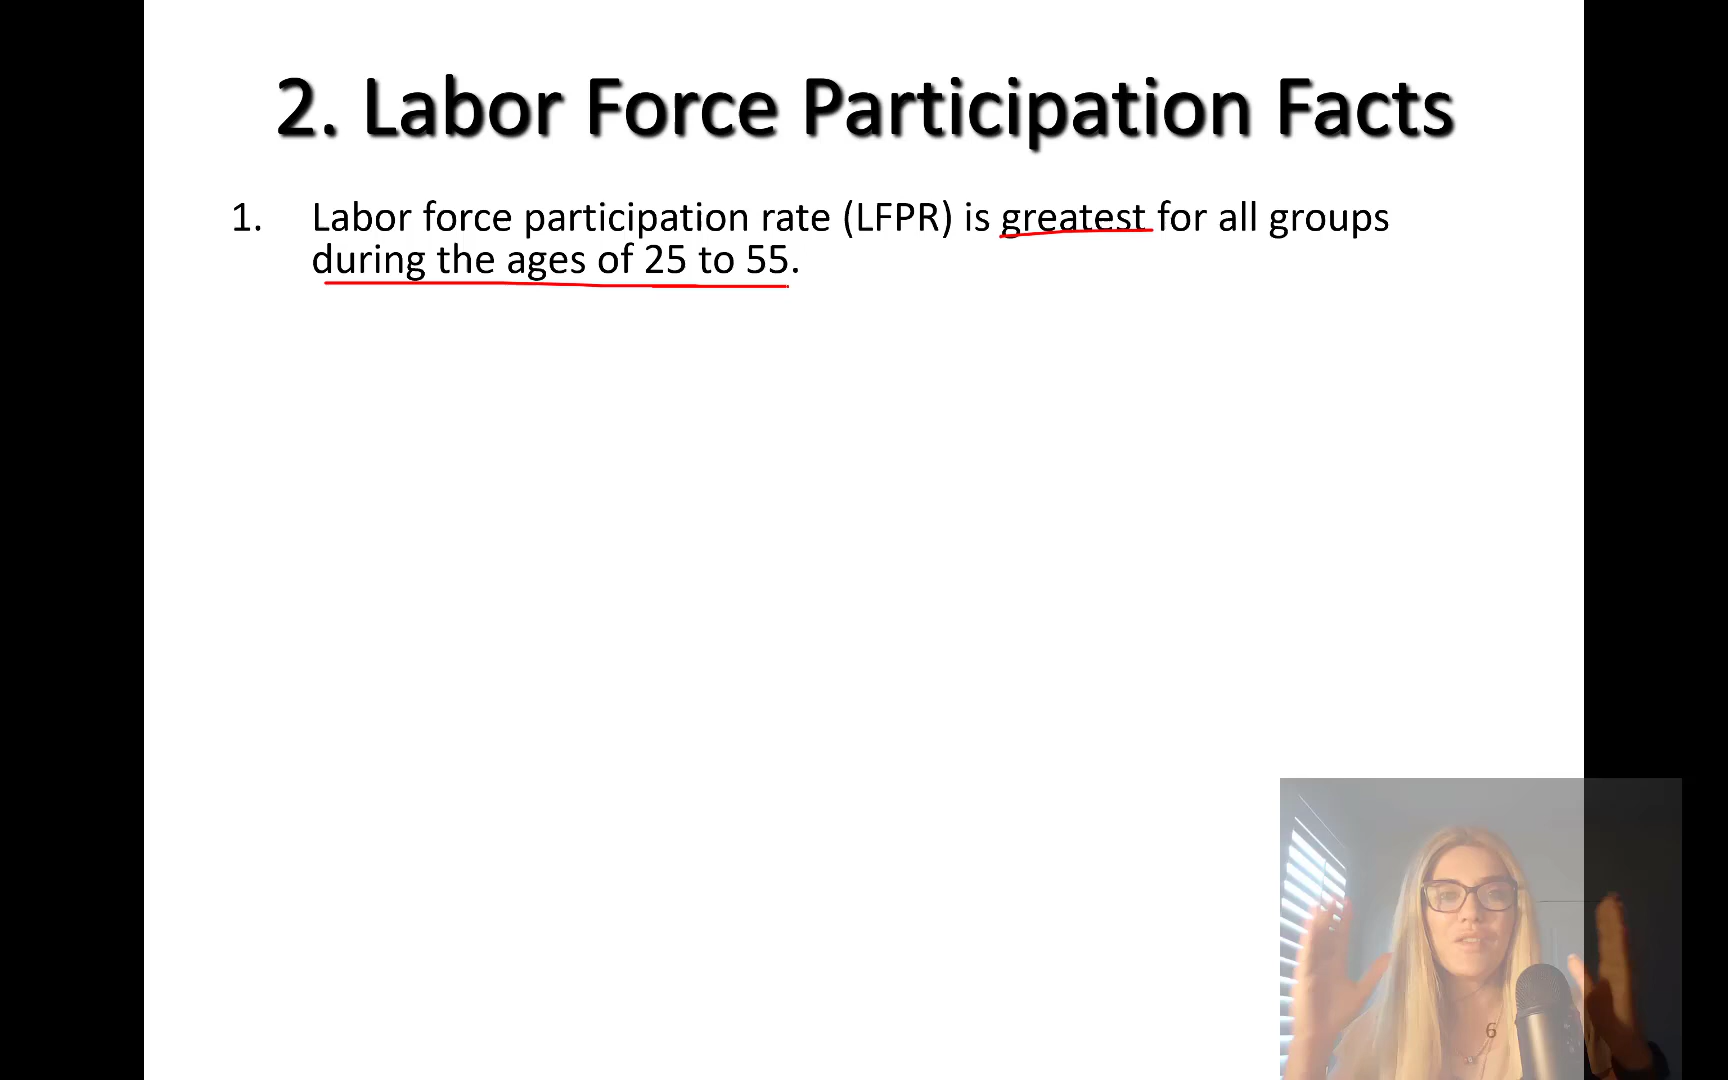 2. Labor Force Participation Facts
1. Labor force participation rate (LFPR) is greatest for all groups
during the ages of 25 to 55.
6